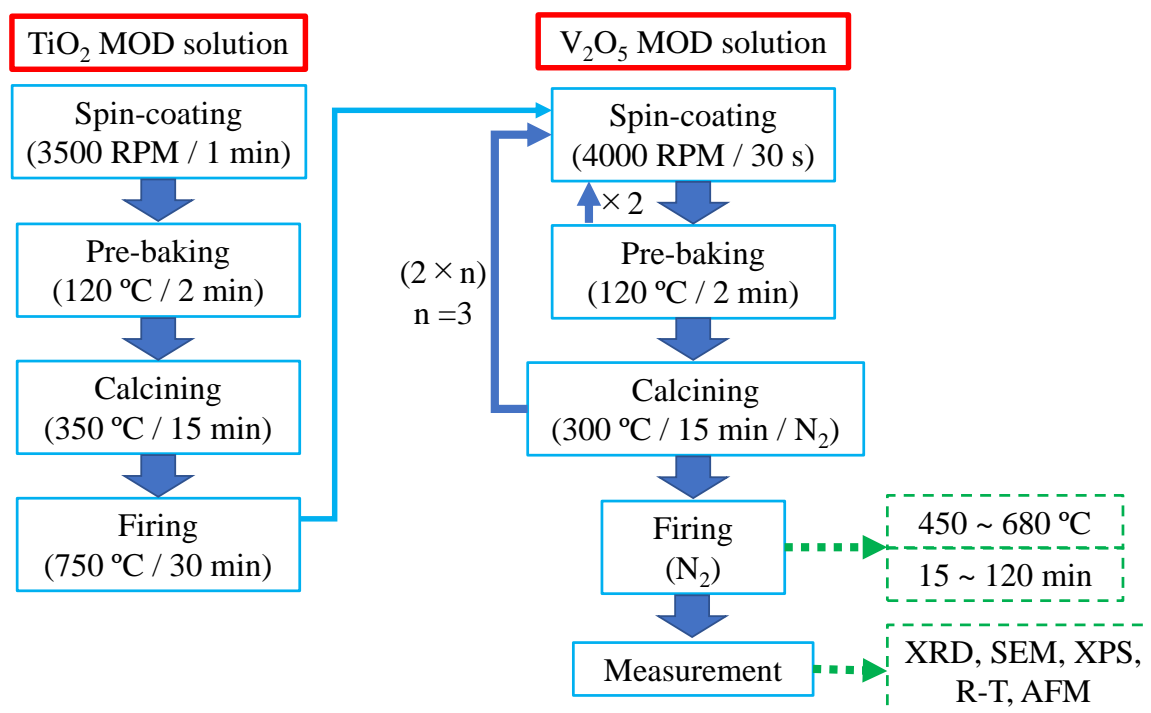 TiO₂ MOD solution
Spin-coating
(3500 RPM / 1 min)
Pre-baking
(120 ºC / 2 min)
Calcining
(350 ºC / 15 min)
Firing
(750 ºC / 30 min)
V₂O₅ MOD solution
Spin-coating
(4000 RPM / 30 s)
× 2
Pre-baking
(120 ºC / 2 min)
(2 × n)
n =3
Calcining
(300 ºC / 15 min / N₂)
Firing
(N₂)
450 ~ 680 ºC
15 ~ 120 min
Measurement
XRD, SEM, XPS,
R-T, AFM